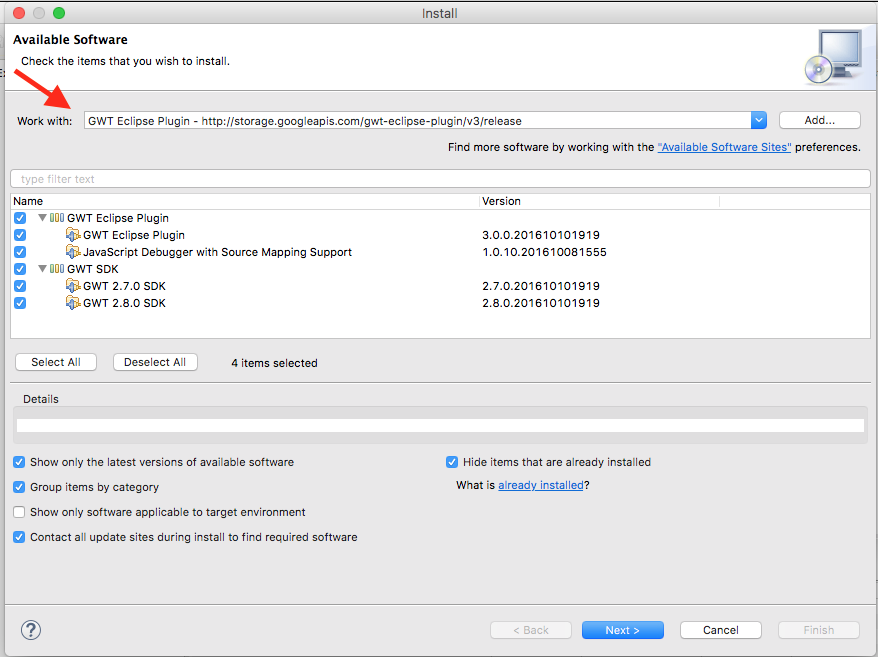 Install
Available Software
Check the items that you wish to install.
Work with: GWT Eclipse Plugin - http://storage.googleapis.com/gwt-eclipse-plugin/v3/release Add...
Find more software by working with the "Available Software Sites" preferences.
type filter text
Name Version
GWT Eclipse Plugin
GWT Eclipse Plugin 3.0.0.201610101919
JavaScript Debugger with Source Mapping Support 1.0.10.201610081555
GWT SDK
GWT 2.7.0 SDK 2.7.0.201610101919
GWT 2.8.0 SDK 2.8.0.201610101919
Select All Deselect All 4 items selected
Details
Show only the latest versions of available software Hide items that are already installed
Group items by category What is already installed?
Show only software applicable to target environment
Contact all update sites during install to find required software
? < Back Next > Cancel Finish